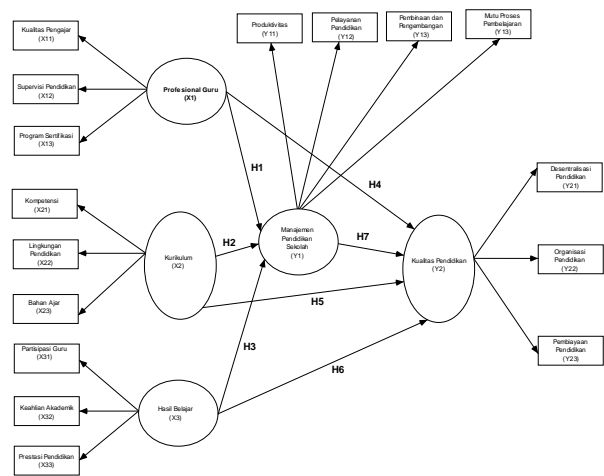 Kualitas Pengajar
(X11)
Supervisi Pendidikan
(X12)
Program Sertifikasi
(X13)
Profesional Guru
(X1)
Produktivitas
(Y11)
Pelayanan
Pendidikan
(Y12)
Pembinaan dan
Pengembangan
(Y13)
Mutu Proses
Pembelajaran
(Y13)
H1
H4
Kompetensi
(X21)
Lingkungan
Pendidikan
(X22)
Bahan Ajar
(X23)
Kurikulum
(X2)
H2
Manajemen
Pendidikan
Sekolah
(Y1)
H7
Kualitas Pendidikan
(Y2)
Desentralisasi
Pendidikan
(Y21)
Organisasi
Pendidikan
(Y22)
Pembiayaan
Pendidikan
(Y23)
H5
H3
H6
Partisipasi Guru
(X31)
Keahlian Akademik
(X32)
Prestasi Pendidikan
(X33)
Hasil Belajar
(X3)